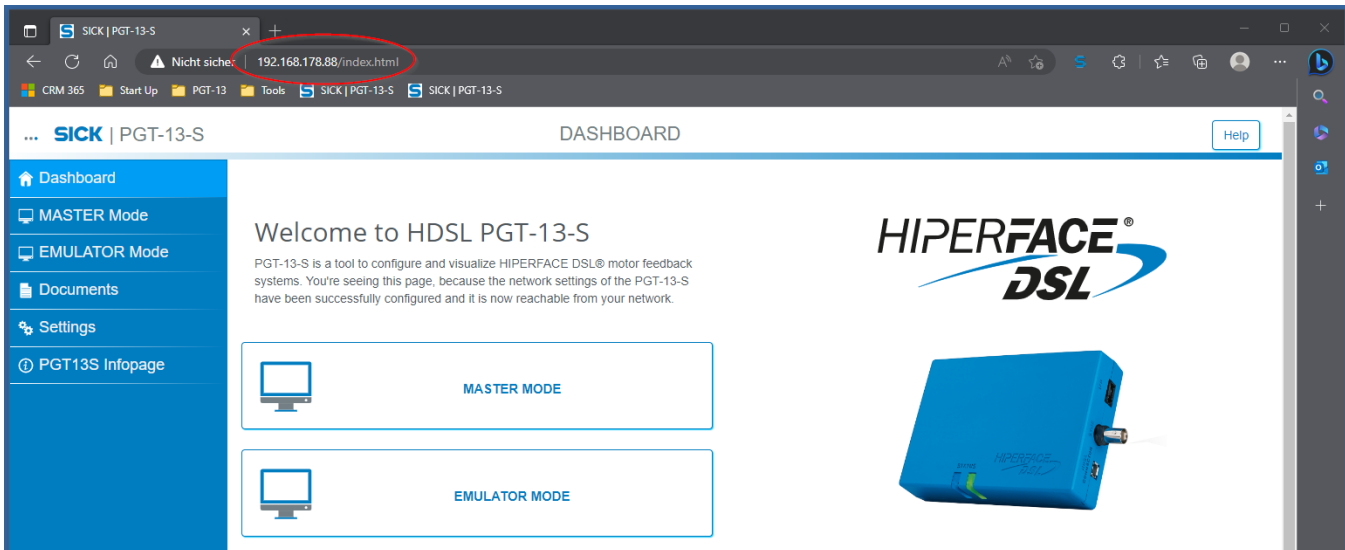 SICK | PGT-13-S
Nicht sicher 192.168.178.88/index.html
CRM 365 Start Up PGT-13 Tools SICK | PGT-13-S SICK | PGT-13-S
... SICK | PGT-13-S DASHBOARD Help
Dashboard
MASTER Mode
EMULATOR Mode
Documents
Settings
PGT13S Infopage
Welcome to HDSL PGT-13-S
PGT-13-S is a tool to configure and visualize HIPERFACE DSL® motor feedback
systems. You're seeing this page, because the network settings of the PGT-13-S
have been successfully configured and it is now reachable from your network.
MASTER MODE
EMULATOR MODE
HIPERFACE®
DSL
HIPERFACE
DSL